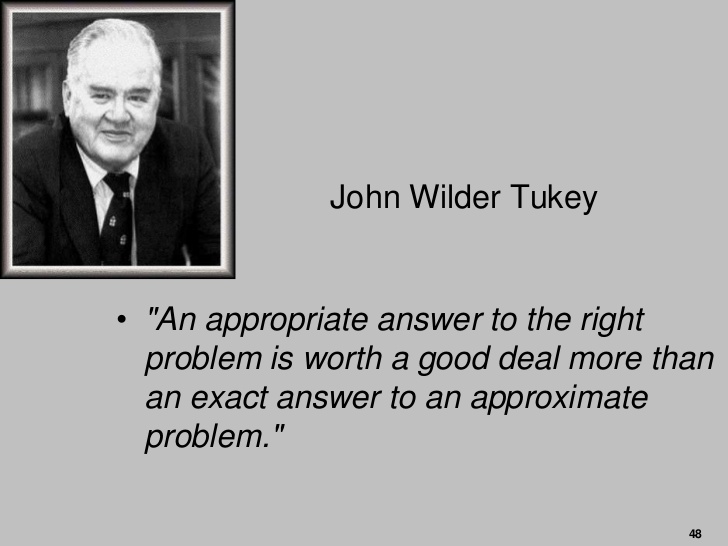 John Wilder Tukey
• "An appropriate answer to the right
problem is worth a good deal more than
an exact answer to an approximate
problem."
48